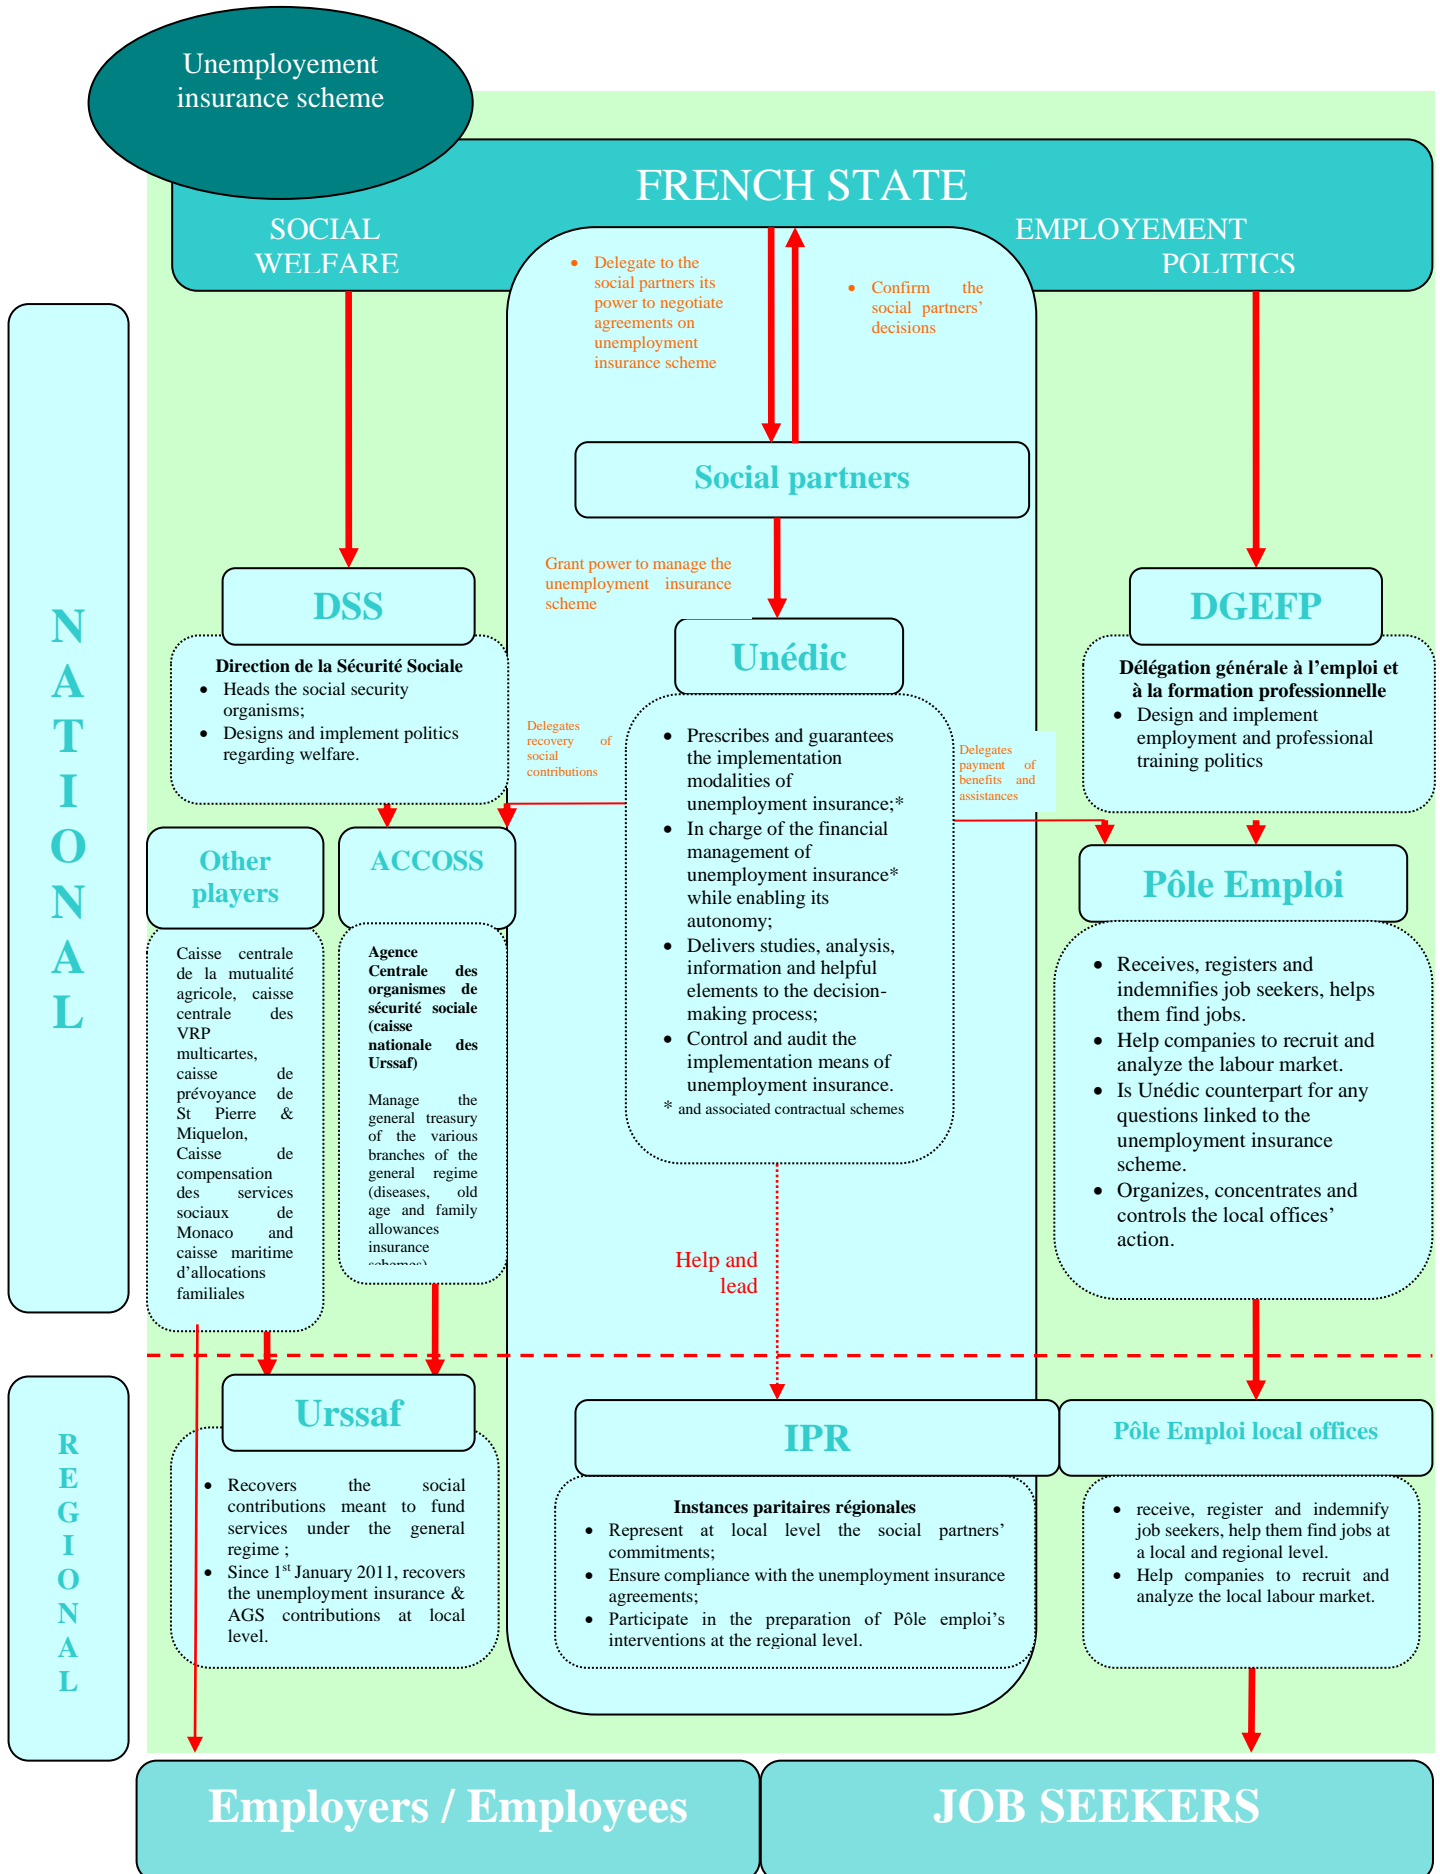 Unemployement
insurance scheme
FRENCH STATE
SOCIAL
WELFARE
EMPLOYEMENT
POLITICS
• Delegate to the
social partners its
power to negotiate
agreements on
unemployment
insurance scheme
• Confirm the
social partners’
decisions
Social partners
Grant power to manage the
unemployment insurance
scheme
N
A
T
I
O
N
A
L
DSS
Direction de la Sécurité Sociale
• Heads the social security
organisms;
• Designs and implement politics
regarding welfare.
Unédic
• Prescribes and guarantees
the implementation
modalities of
unemployment insurance;*
• In charge of the financial
management of
unemployment insurance*
while enabling its
autonomy;
• Delivers studies, analysis,
information and helpful
elements to the decision-
making process;
• Control and audit the
implementation means of
unemployment insurance.
* and associated contractual schemes
DGEFP
Délégation générale à l’emploi et
à la formation professionnelle
• Design and implement
employment and professional
training politics
Delegates
recovery of
social
contributions
Delegates
payment of
benefits and
assistances
Other
players
Caisse centrale
de la mutualité
agricole, caisse
centrale des
VRP
multicartes,
caisse de
prévoyance de
St Pierre &
Miquelon,
Caisse de
compensation
des services
sociaux de
Monaco and
caisse maritime
d’allocations
familiales
ACCOSS
Agence
Centrale des
organismes de
sécurité sociale
(caisse
nationale des
Urssaf)
Manage the
general treasury
of the various
branches of the
general regime
(diseases, old
age and family
allowances
insurance
schemes)
Pôle Emploi
• Receives, registers and
indemnifies job seekers, helps
them find jobs.
• Help companies to recruit and
analyze the labour market.
• Is Unédic counterpart for any
questions linked to the
unemployment insurance
scheme.
• Organizes, concentrates and
controls the local offices’
action.
Help and
lead
R
E
G
I
O
N
A
L
Urssaf
• Recovers the social
contributions meant to fund
services under the general
regime ;
• Since 1st January 2011, recovers
the unemployment insurance &
AGS contributions at local
level.
IPR
Instances paritaires régionales
• Represent at local level the social partners’
commitments;
• Ensure compliance with the unemployment insurance
agreements;
• Participate in the preparation of Pôle emploi’s
interventions at the regional level.
Pôle Emploi local offices
• receive, register and indemnify
job seekers, help them find jobs at
a local and regional level.
• Help companies to recruit and
analyze the local labour market.
Employers / Employees
JOB SEEKERS